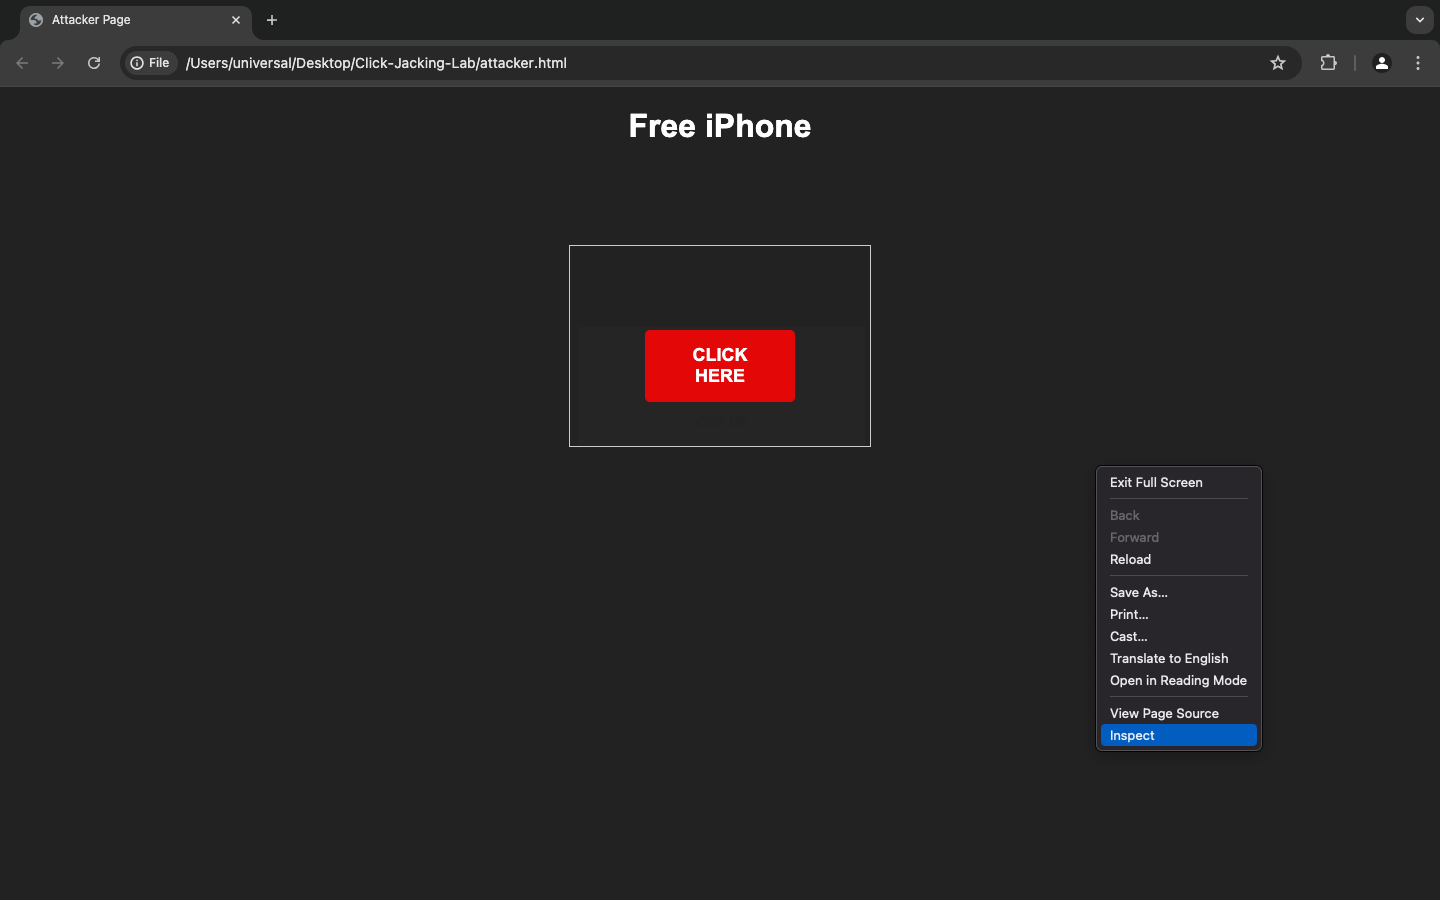 Attacker Page
File
/Users/universal/Desktop/Click-Jacking-Lab/attacker.html
Free iPhone
CLICK
HERE
Exit Full Screen
Back
Forward
Reload
Save As...
Print...
Cast...
Translate to English
Open in Reading Mode
View Page Source
Inspect